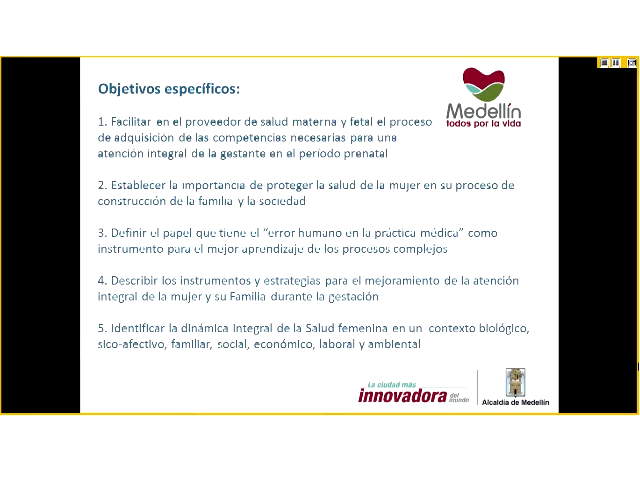 Objetivos específicos:
Medellín
todos por la vida
1. Facilitar en el proveedor de salud materna y fetal el proceso
de adquisición de las competencias necesarias para una
atención integral de la gestante en el período prenatal
2. Establecer la importancia de proteger la salud de la mujer en su proceso de
construcción de la familia y la sociedad
3. Definir el papel que tiene el “error humano en la práctica médica” como
instrumento para el mejor aprendizaje de los procesos complejos
4. Describir los instrumentos y estrategias para el mejoramiento de la atención
integral de la mujer y su Familia durante la gestación
5. Identificar la dinámica integral de la Salud femenina en un contexto biológico,
sico-afectivo, familiar, social, económico, laboral y ambiental
La ciudad más
innovadora del mundo
Alcaldía de Medellín